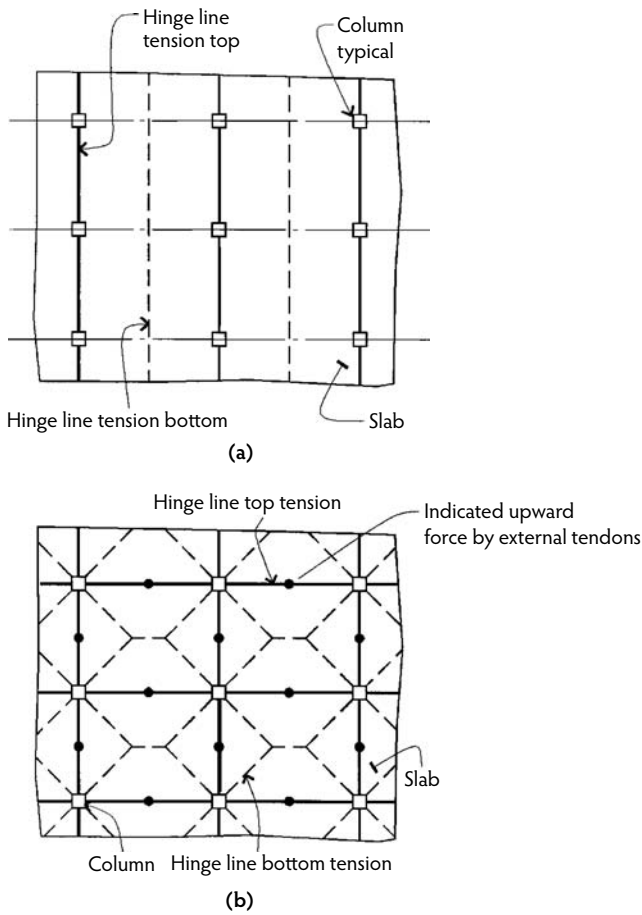 Hinge line
tension top
Column
typical
Hinge line tension bottom
Slab
(a)
Hinge line top tension
Indicated upward
force by external tendons
Slab
Column
Hinge line bottom tension
(b)